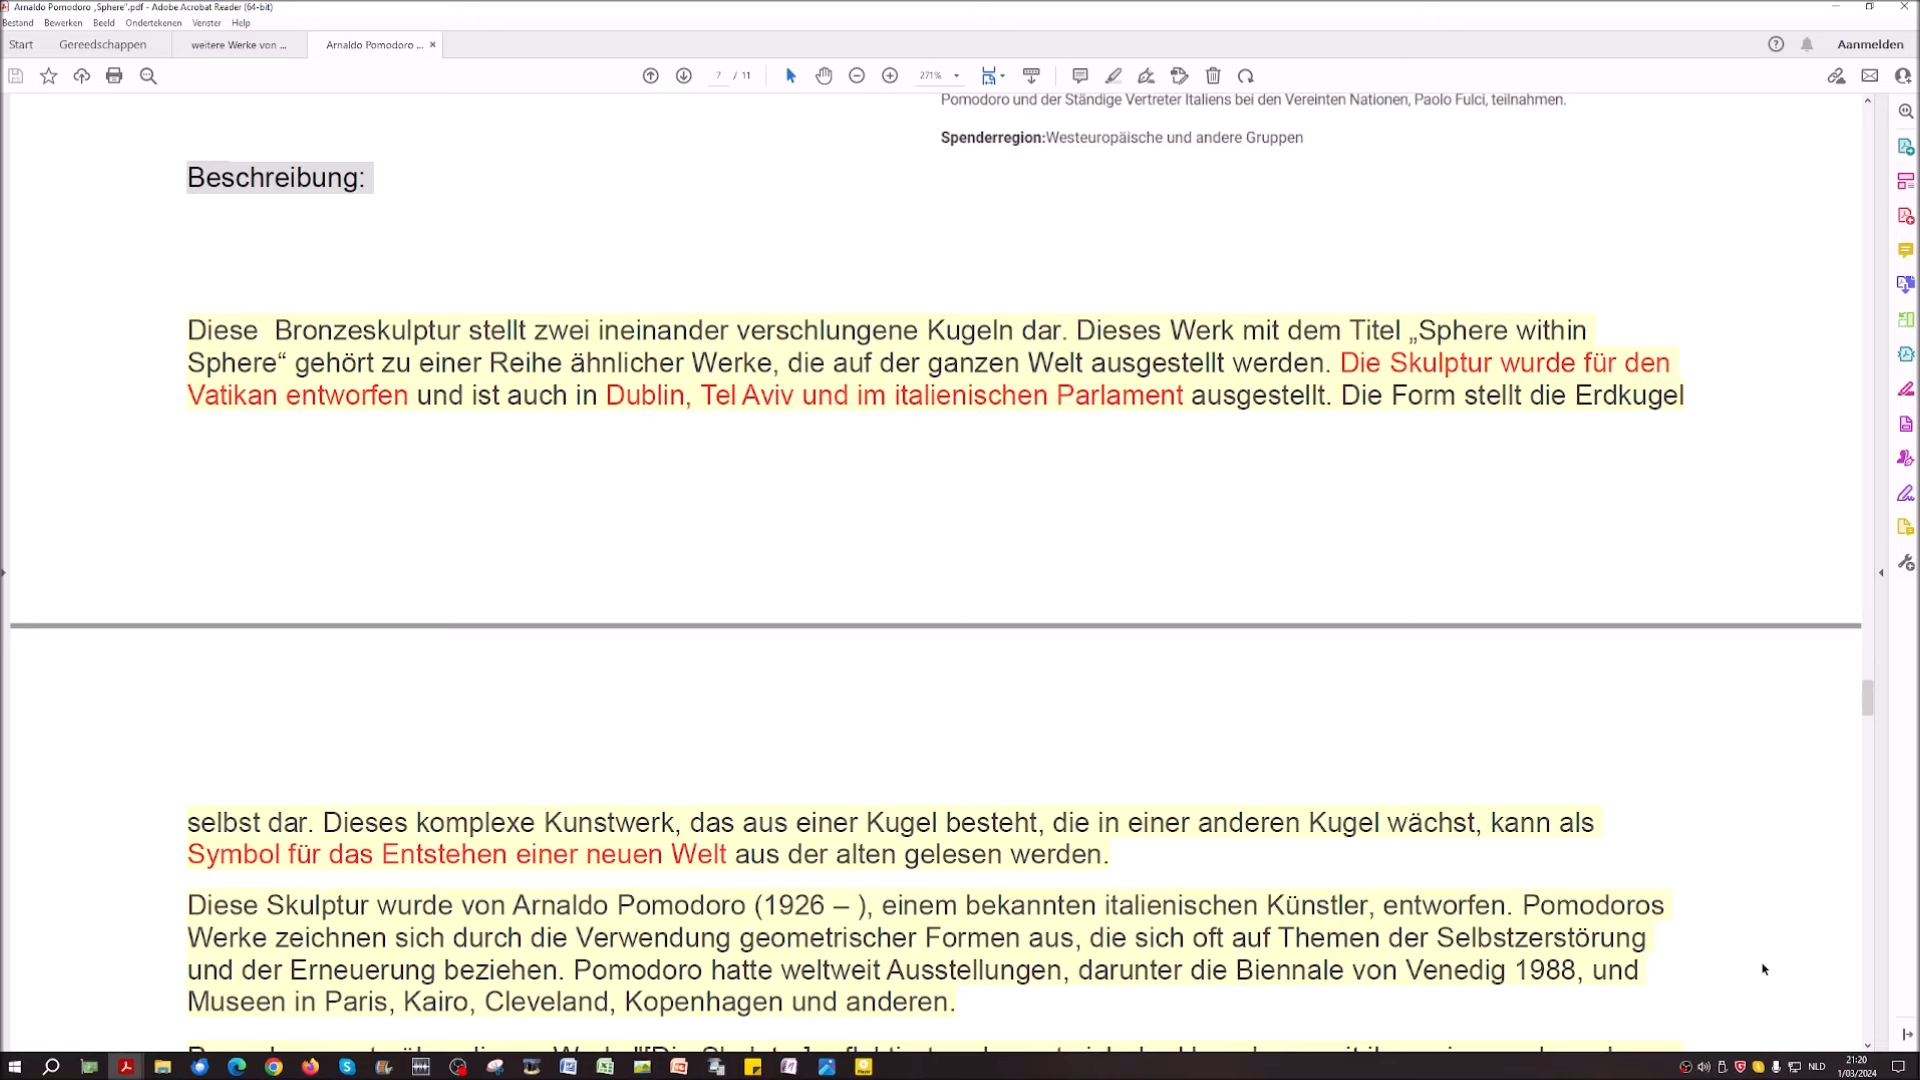 Arnaldo Pomodoro „Sphere".pdf - Adobe Acrobat Reader (64-bit)
Bestand Bewerken Beeld Ondertekenen Venster Help
Start Gereedschappen weitere Werke von ... Arnaldo Pomodoro ... × Aanmelden
7 / 11 271%
Pomodoro und der Ständige Vertreter Italiens bei den Vereinten Nationen, Paolo Fulci, teilnahmen.
Spenderregion:Westeuropäische und andere Gruppen
Beschreibung:
Diese Bronzeskulptur stellt zwei ineinander verschlungene Kugeln dar. Dieses Werk mit dem Titel „Sphere within
Sphere“ gehört zu einer Reihe ähnlicher Werke, die auf der ganzen Welt ausgestellt werden. Die Skulptur wurde für den
Vatikan entworfen und ist auch in Dublin, Tel Aviv und im italienischen Parlament ausgestellt. Die Form stellt die Erdkugel
selbst dar. Dieses komplexe Kunstwerk, das aus einer Kugel besteht, die in einer anderen Kugel wächst, kann als
Symbol für das Entstehen einer neuen Welt aus der alten gelesen werden.
Diese Skulptur wurde von Arnaldo Pomodoro (1926 – ), einem bekannten italienischen Künstler, entworfen. Pomodoros
Werke zeichnen sich durch die Verwendung geometrischer Formen aus, die sich oft auf Themen der Selbstzerstörung
und der Erneuerung beziehen. Pomodoro hatte weltweit Ausstellungen, darunter die Biennale von Venedig 1988, und
Museen in Paris, Kairo, Cleveland, Kopenhagen und anderen.
NLD
21:20
1/03/2024